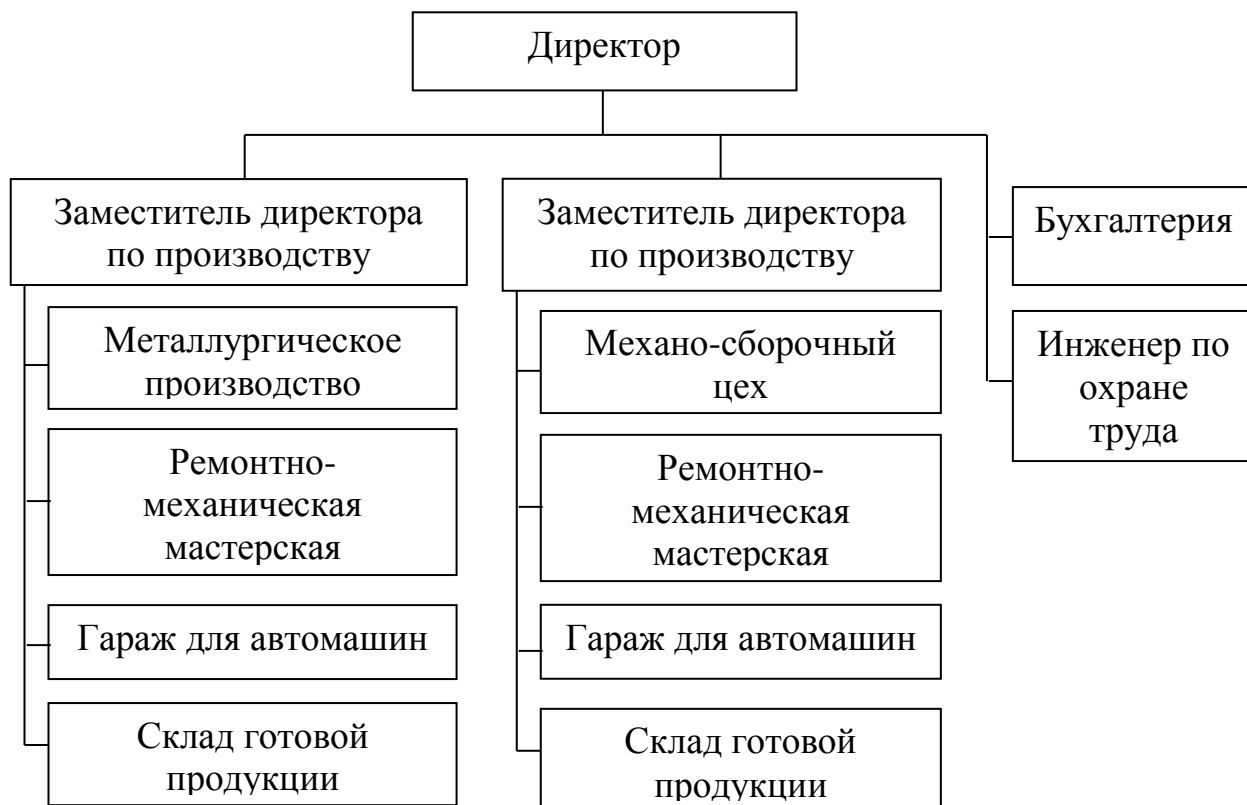 Директор
Заместитель директора
по производству
Металлургическое
производство
Ремонтно-
механическая
мастерская
Гараж для автомашин
Склад готовой
продукции
Заместитель директора
по производству
Механо-сборочный
цех
Ремонтно-
механическая
мастерская
Гараж для автомашин
Склад готовой
продукции
Бухгалтерия
Инженер по
охране
труда